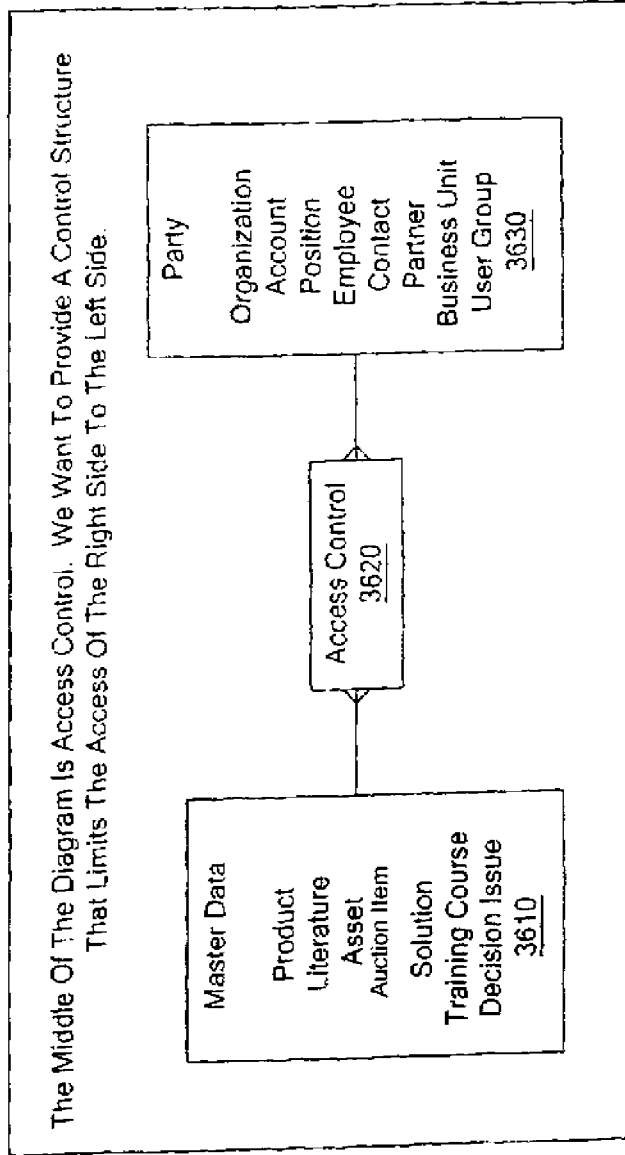 The Middle Of The Diagram Is Access Control. We Want To Provide A Control Structure
That Limits The Access Of The Right Side To The Left Side.
Master Data
Product
Literature
Asset
Auction Item
Solution
Training Course
Decision Issue
3610
Access Control
3620
Party
Organization
Account
Position
Employee
Contact
Partner
Business Unit
User Group
3630